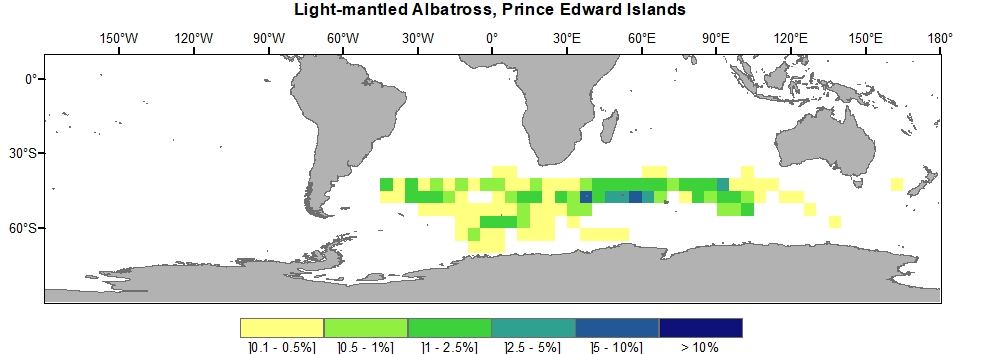 Light-mantled Albatross, Prince Edward Islands
150°W 120°W 90°W 60°W 30°W 0° 30°E 60°E 90°E 120°E 150°E 180°
0°
30°S
60°S
]0.1 - 0.5%] ]0.5 - 1%] ]1 - 2.5%] ]2.5 - 5%] ]5 - 10%] > 10%